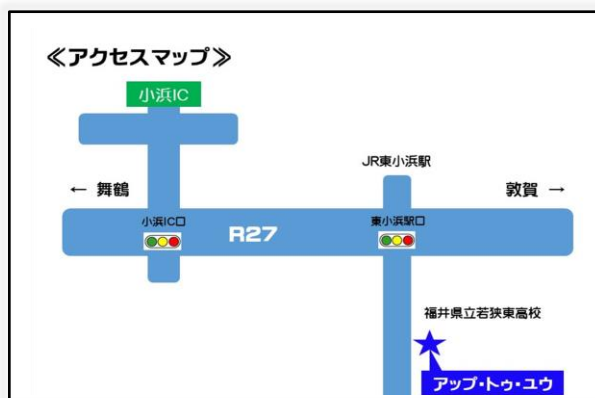 ≪アクセスマップ≫
小浜IC
JR東小浜駅
← 舞鶴
敦賀 →
小浜IC口
R27
東小浜駅口
福井県立若狭東高校
アップ・トゥ・ユウ